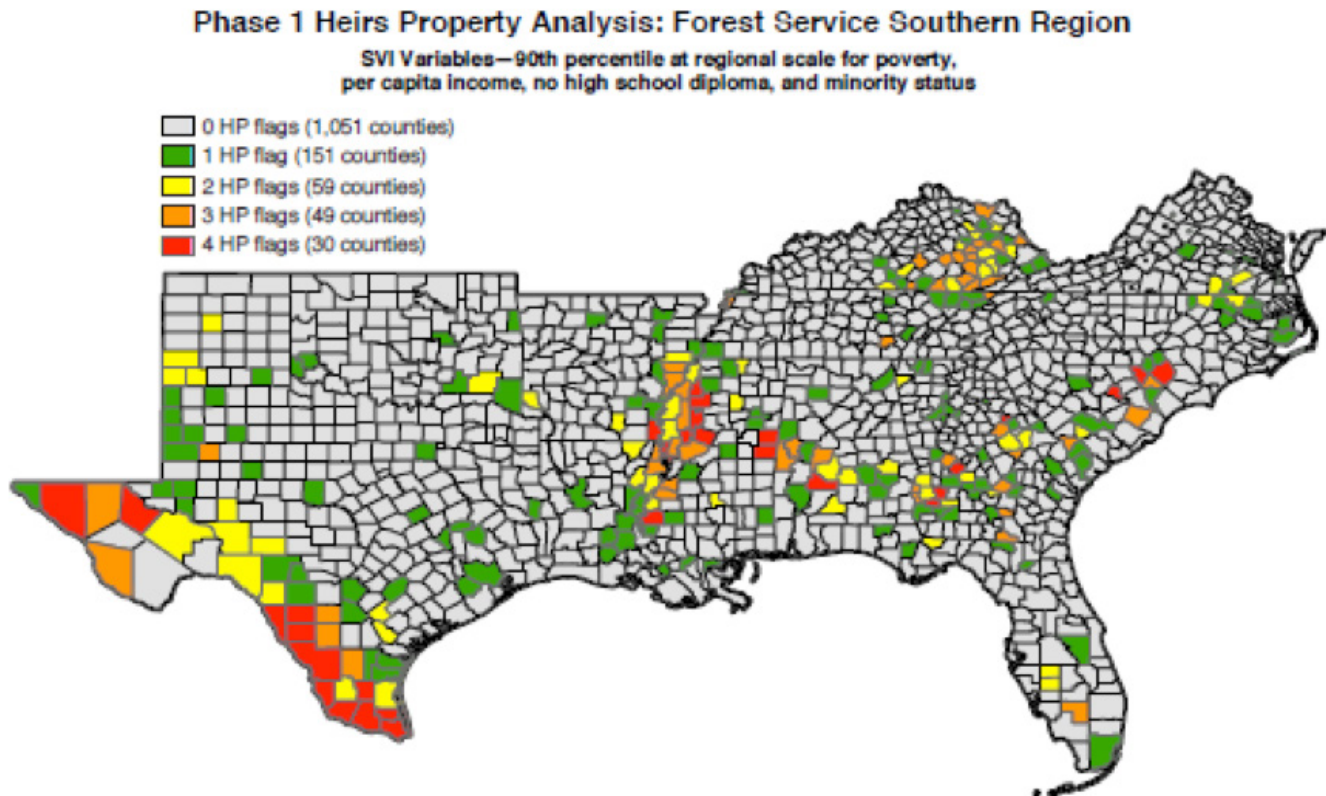 Phase 1 Heirs Property Analysis: Forest Service Southern Region
SVI Variables—90th percentile at regional scale for poverty,
per capita income, no high school diploma, and minority status
0 HP flags (1,051 counties)
1 HP flag (151 counties)
2 HP flags (59 counties)
3 HP flags (49 counties)
4 HP flags (30 counties)